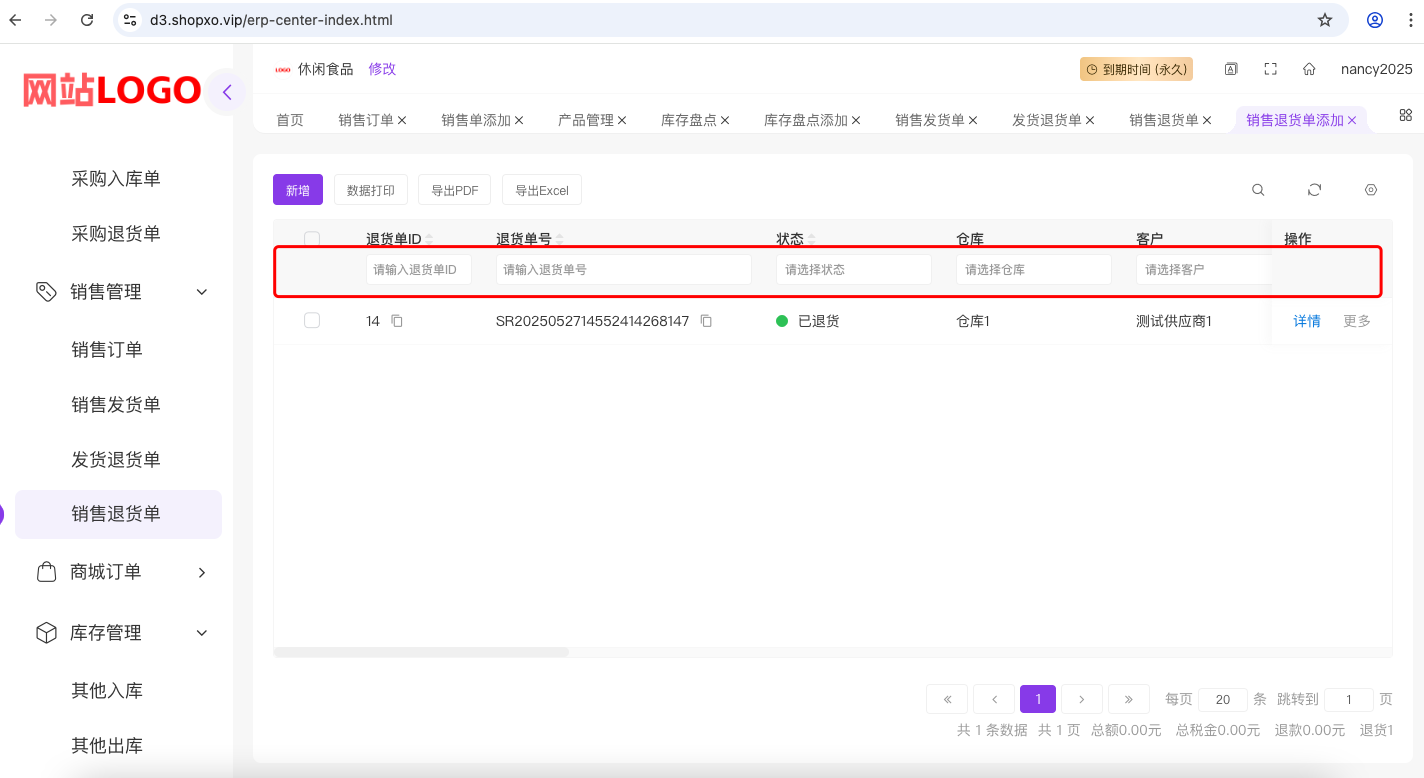 d3.shopxo.vip/erp-center-index.html
网站LOGO
LOGO 休闲食品 修改
到期时间 (永久)
nancy2025
首页 销售订单 销售单添加 产品管理 库存盘点 库存盘点添加 销售发货单 发货退货单 销售退货单 销售退货单添加
采购入库单
采购退货单
销售管理
销售订单
销售发货单
发货退货单
销售退货单
商城订单
库存管理
其他入库
其他出库
新增 数据打印 导出PDF 导出Excel
退货单ID 退货单号 状态 仓库 客户 操作
请输入退货单ID 请输入退货单号 请选择状态 请选择仓库 请选择客户
14 SR2025052714552414268147 已退货 仓库1 测试供应商1 详情 更多
« ‹ 1 › » 每页 20 条 跳转到 1 页
共 1 条数据 共 1 页 总额0.00元 总税金0.00元 退款0.00元 退货1